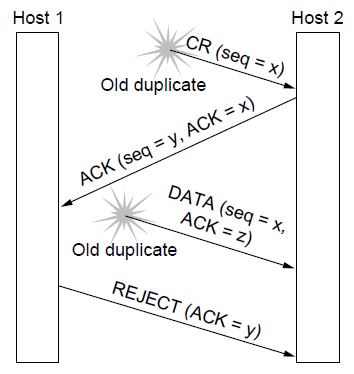 Host 1
Host 2
CR (seq = x)
Old duplicate
ACK (seq = y, ACK = x)
DATA (seq = x,
ACK = z)
Old duplicate
REJECT (ACK = y)